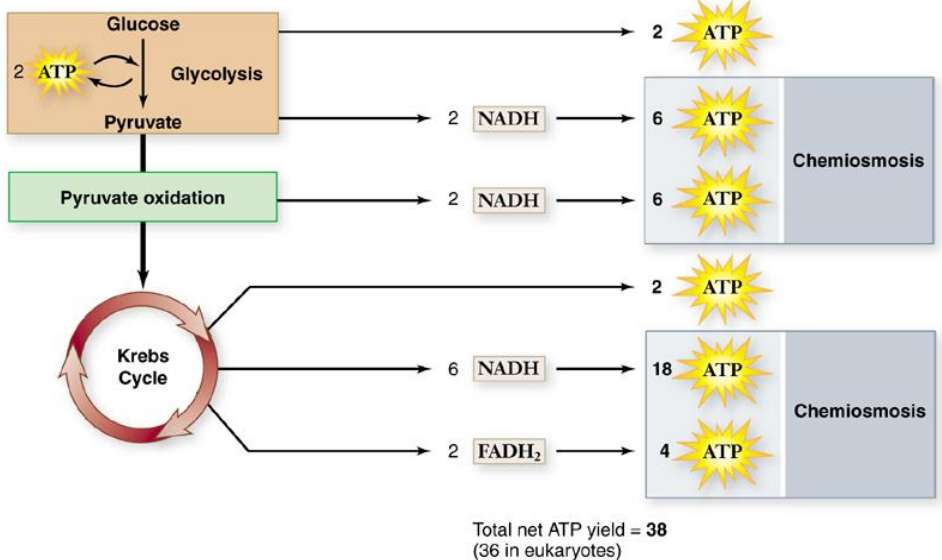 Glucose
2 ATP
Glycolysis
Pyruvate
2 ATP
2 NADH
6 ATP
Chemiosmosis
Pyruvate oxidation
2 NADH
6 ATP
Krebs
Cycle
2 ATP
6 NADH
18 ATP
Chemiosmosis
2 FADH₂
4 ATP
Total net ATP yield = 38
(36 in eukaryotes)